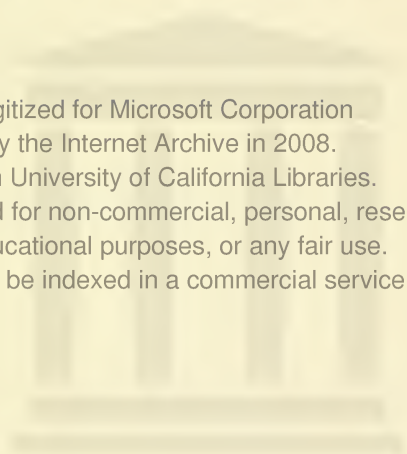 gitized for Microsoft Corporation
y the Internet Archive in 2008.
University of California Libraries.
for non-commercial, personal, rese
ucational purposes, or any fair use.
be indexed in a commercial service